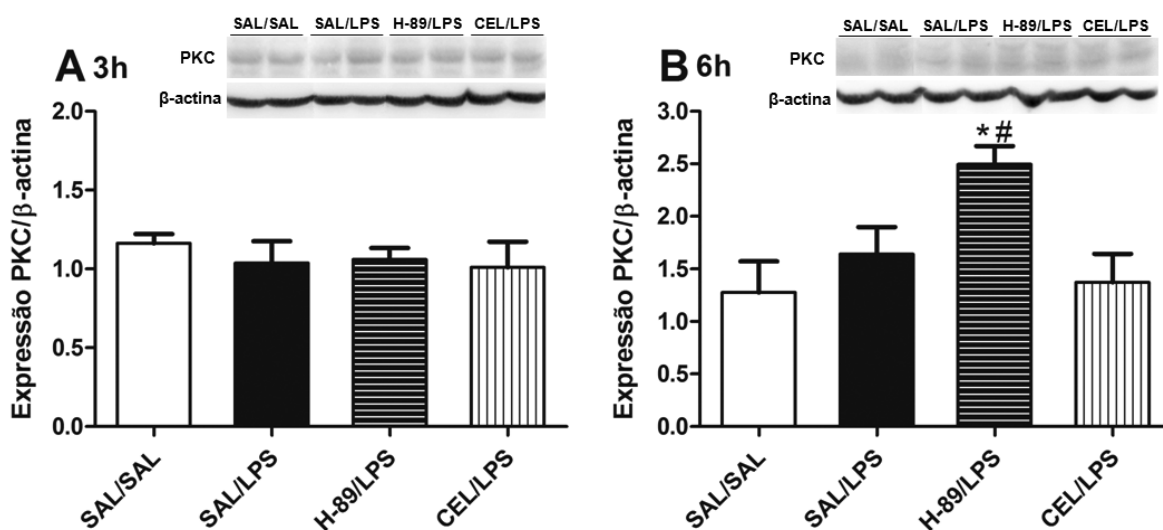 A 3h
SAL/SAL SAL/LPS H-89/LPS CEL/LPS
PKC
β-actina
Expressão PKC/β-actina
2.0
1.5
1.0
0.5
0.0
SAL/SAL
SAL/LPS
H-89/LPS
CEL/LPS
B 6h
SAL/SAL SAL/LPS H-89/LPS CEL/LPS
PKC
β-actina
* #
Expressão PKC/β-actina
3.0
2.5
2.0
1.5
1.0
0.5
0.0
SAL/SAL
SAL/LPS
H-89/LPS
CEL/LPS